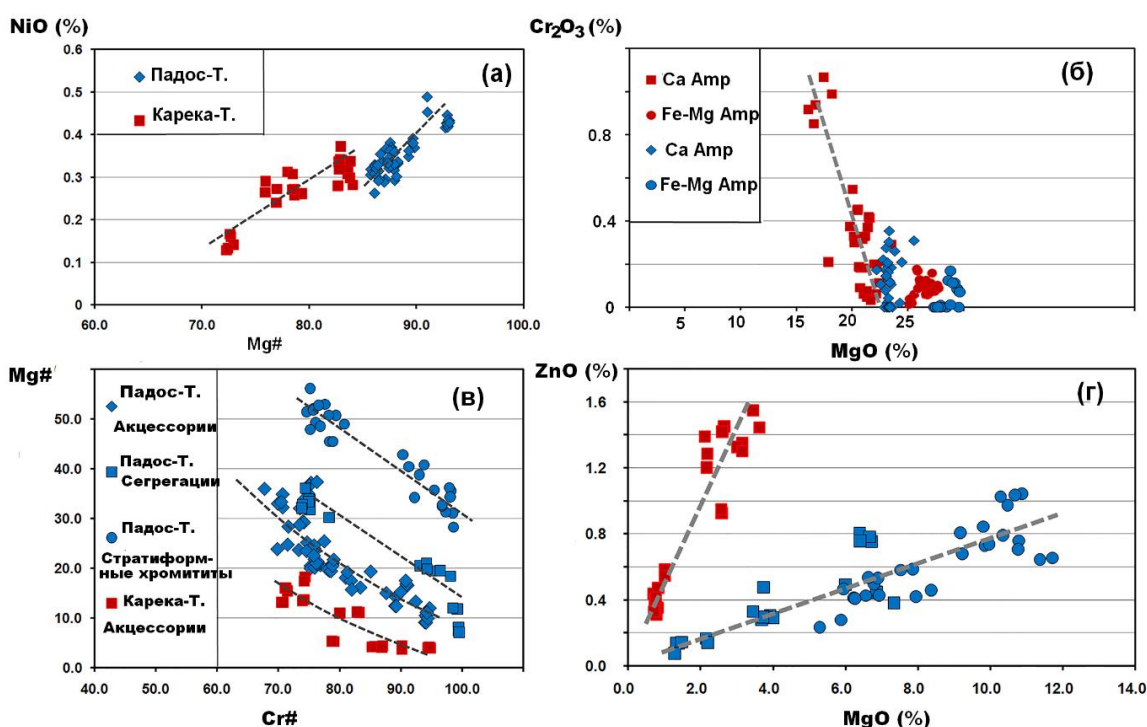 NiO (%)
0.6
0.5
0.4
0.3
0.2
0.1
0
60.0 70.0 80.0 90.0 100.0
Mg#
Падос-Т.
Карека-Т.
(а)
Cr2O3 (%)
0.8
0.4
0
5 10 15 20 25
MgO (%)
Ca Amp
Fe-Mg Amp
Ca Amp
Fe-Mg Amp
(б)
Mg#
50.0
40.0
30.0
20.0
10.0
0.0
40.0 50.0 60.0 70.0 80.0 90.0 100.0
Cr#
Падос-Т.
Акцессории
Падос-Т.
Сегрегации
Падос-Т.
Стратиформ-
ные хромититы
Карека-Т.
Акцессории
(в)
ZnO (%)
1.6
1.2
0.8
0.4
0.0
0.0 2.0 4.0 6.0 8.0 10.0 12.0 14.0
MgO (%)
(г)